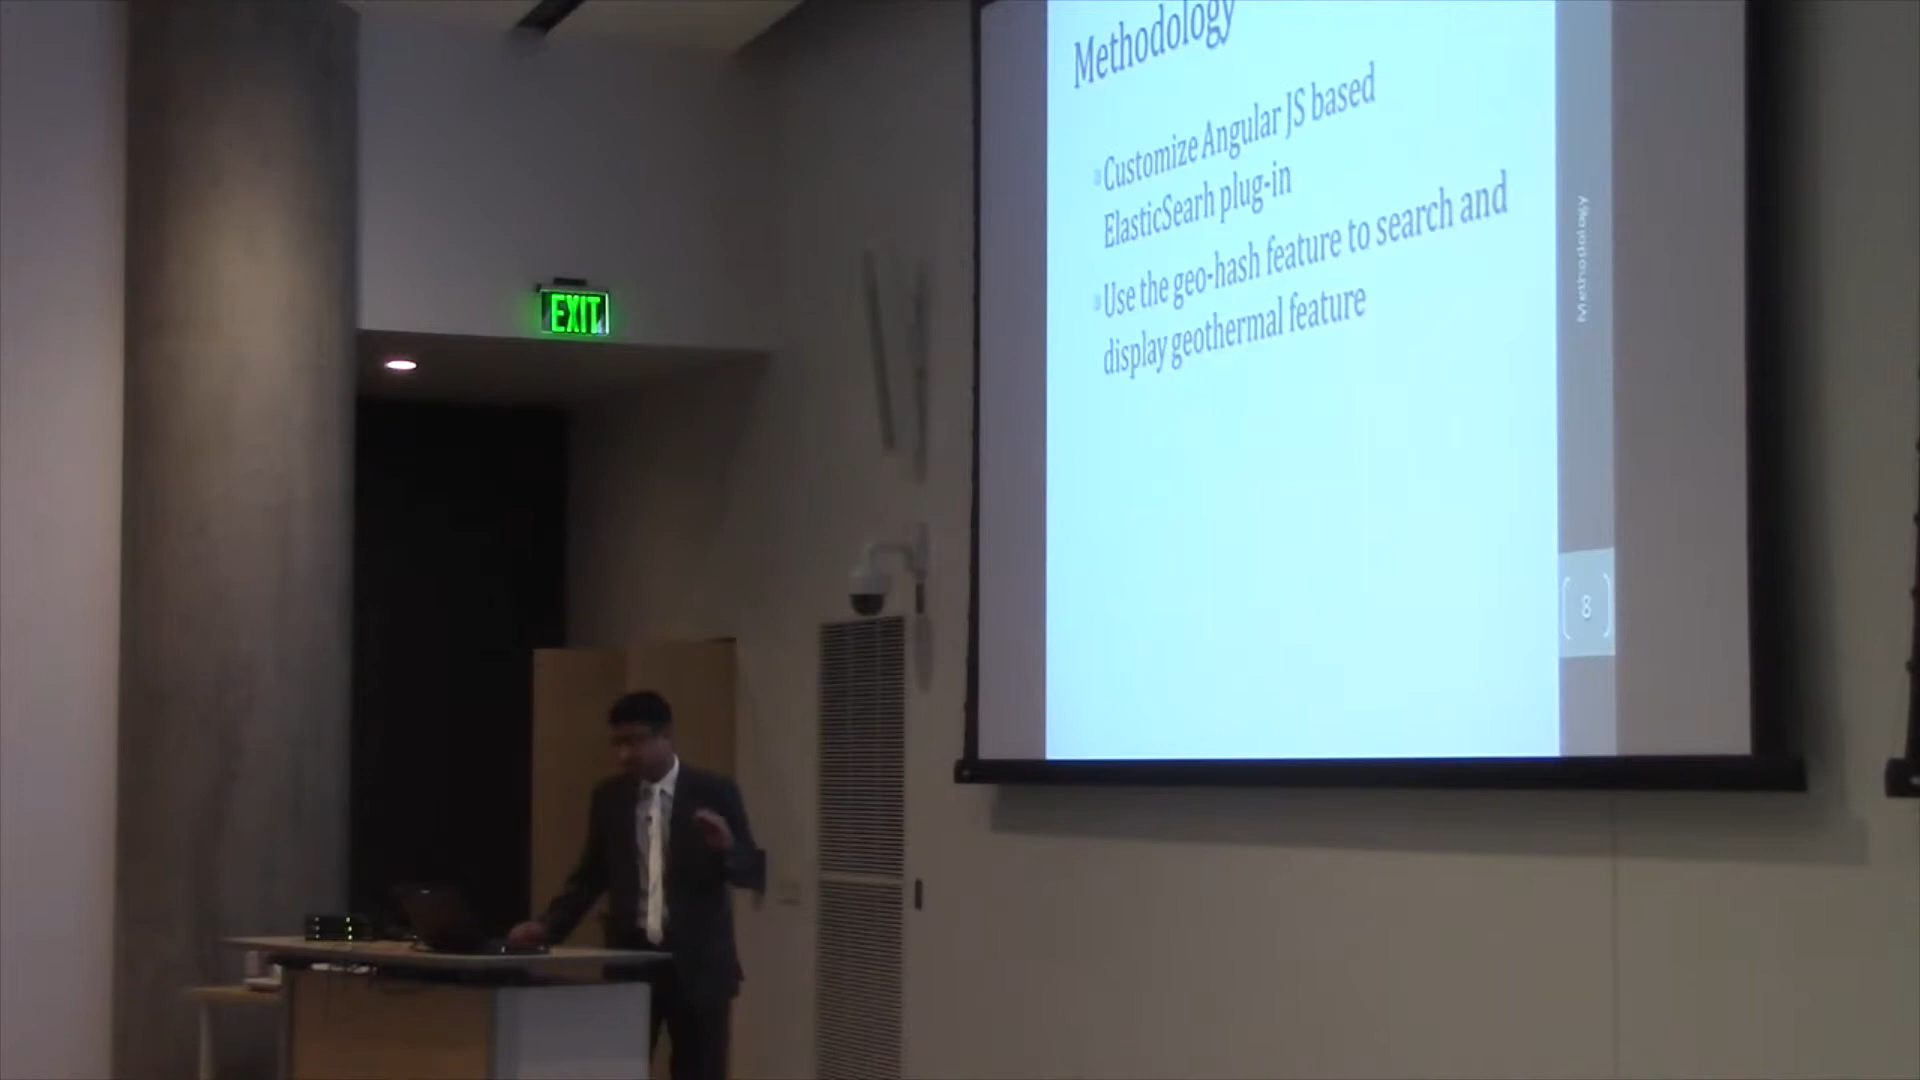 Methodology
Customize Angular JS based
ElasticSearh plug-in
Use the geo-hash feature to search and
display geothermal feature
Methodology
8
EXIT